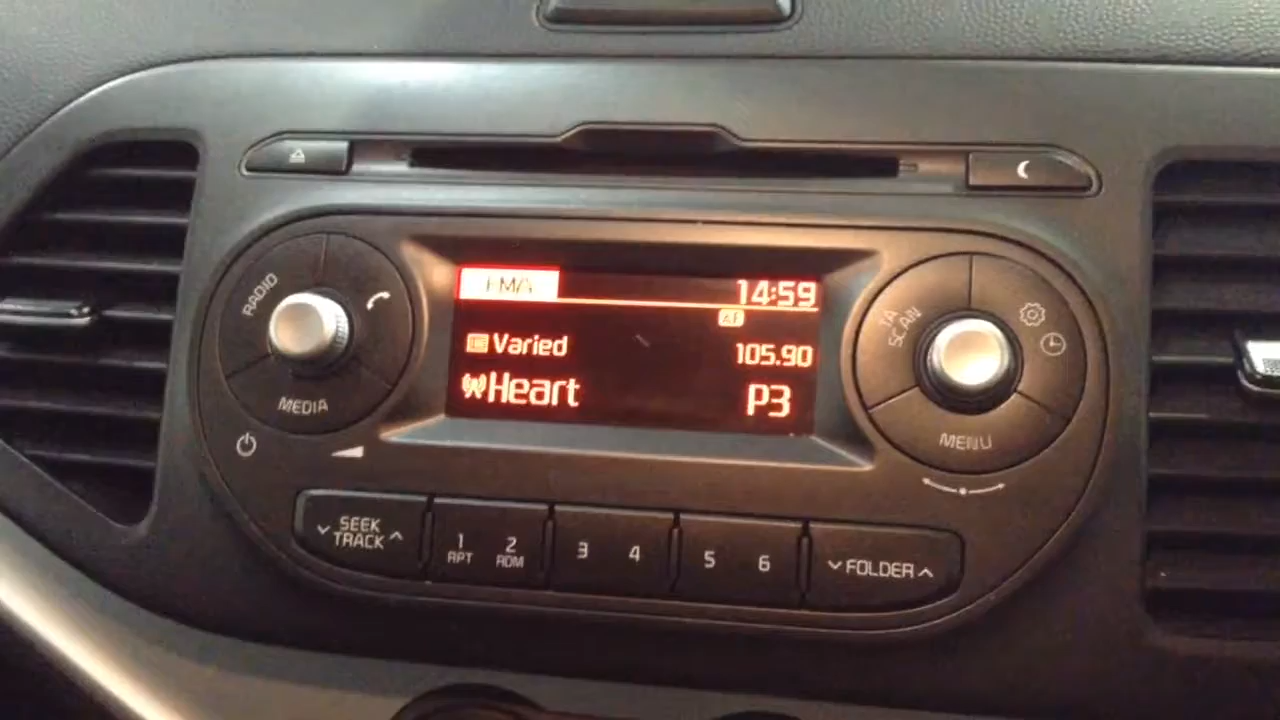 RADIO
MEDIA
FMA
14:59
AF
Varied
105.90
Heart
P3
TA
SCAN
MENU
SEEK
TRACK
1
RPT
2
RDM
3
4
5
6
FOLDER